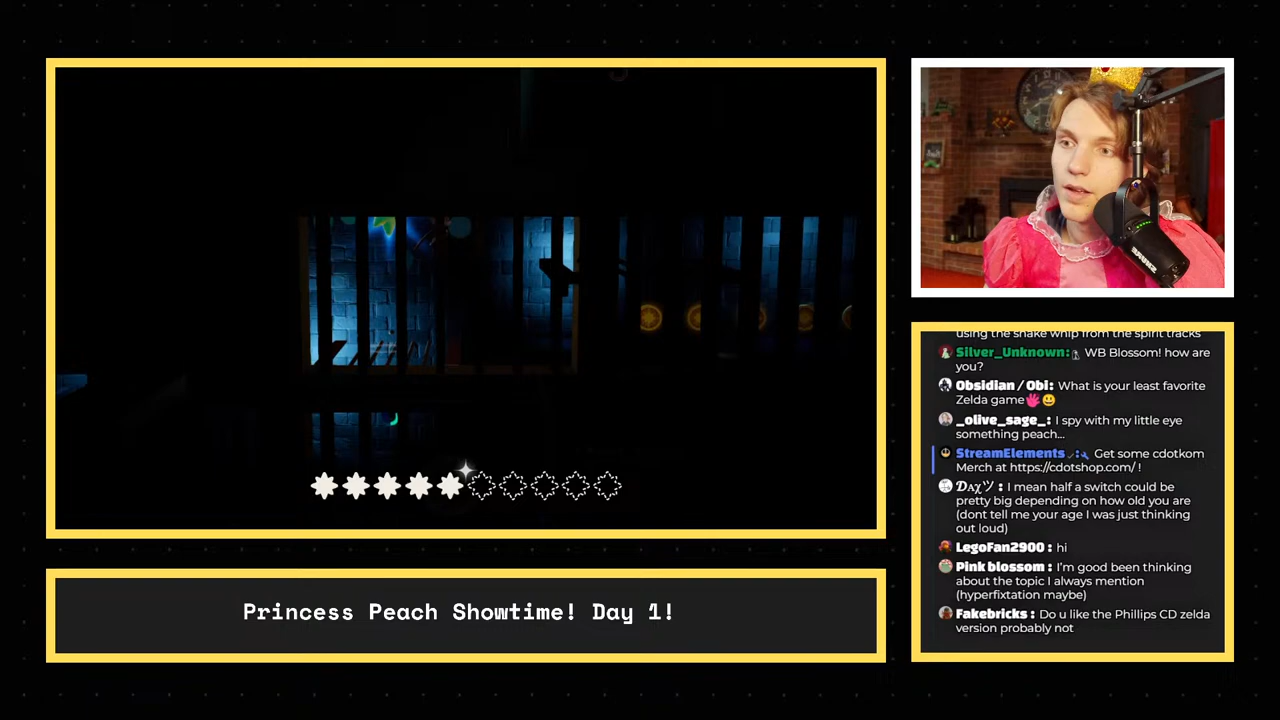 Princess Peach Showtime! Day 1!
using the snake whip from the spirit tracks
Silver_Unknown: WB Blossom! how are
you?
Obsidian / Obi: What is your least favorite
Zelda game🖐😃
_olive_sage_: I spy with my little eye
something peach...
StreamElements : Get some cdotkom
Merch at https://cdotshop.com/ !
Dαχツ : I mean half a switch could be
pretty big depending on how old you are
(dont tell me your age I was just thinking
out loud)
LegoFan2900 : hi
Pink blossom : I'm good been thinking
about the topic I always mention
(hyperfixtation maybe)
Fakebricks : Do u like the Phillips CD zelda
version probably not